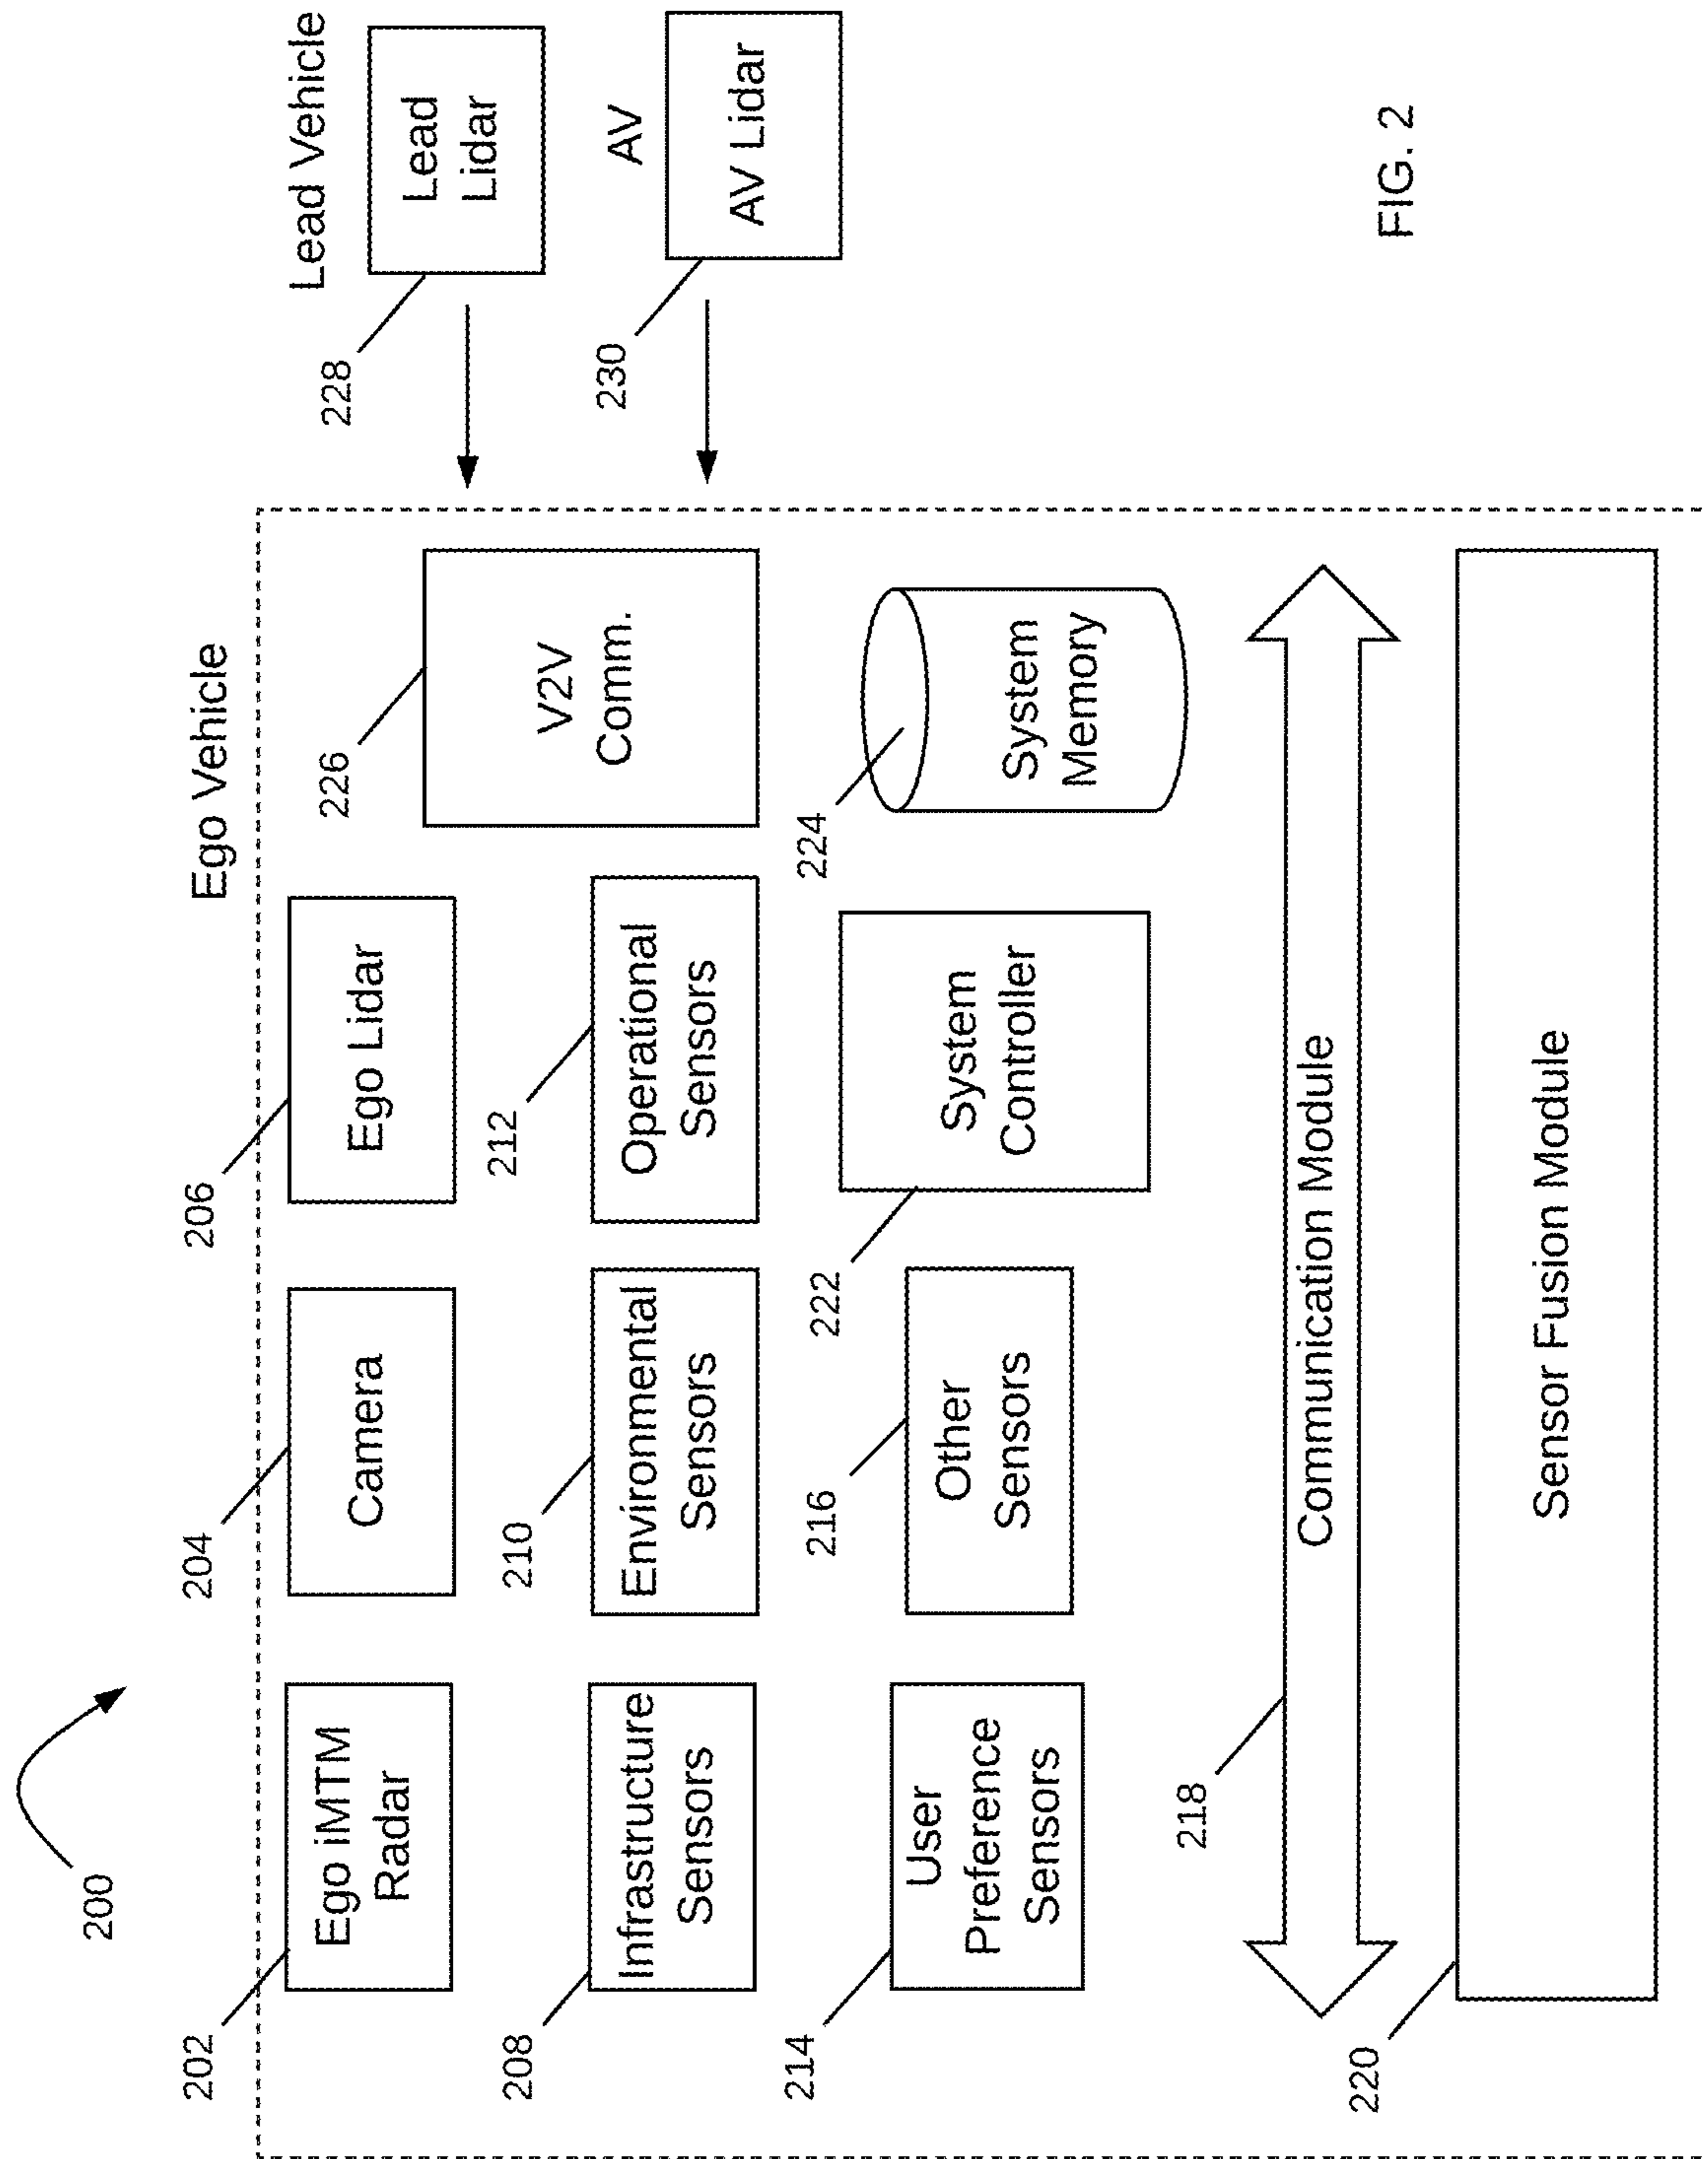 200
Ego Vehicle
Lead Vehicle
202
204
206
226
228
Ego iMTM
Radar
Camera
Ego Lidar
V2V
Comm.
Lead
Lidar
208
210
212
230
AV
Infrastructure
Sensors
Environmental
Sensors
Operational
Sensors
AV Lidar
214
216
222
224
User
Preference
Sensors
Other
Sensors
System
Controller
System
Memory
218
Communication Module
220
Sensor Fusion Module
FIG. 2